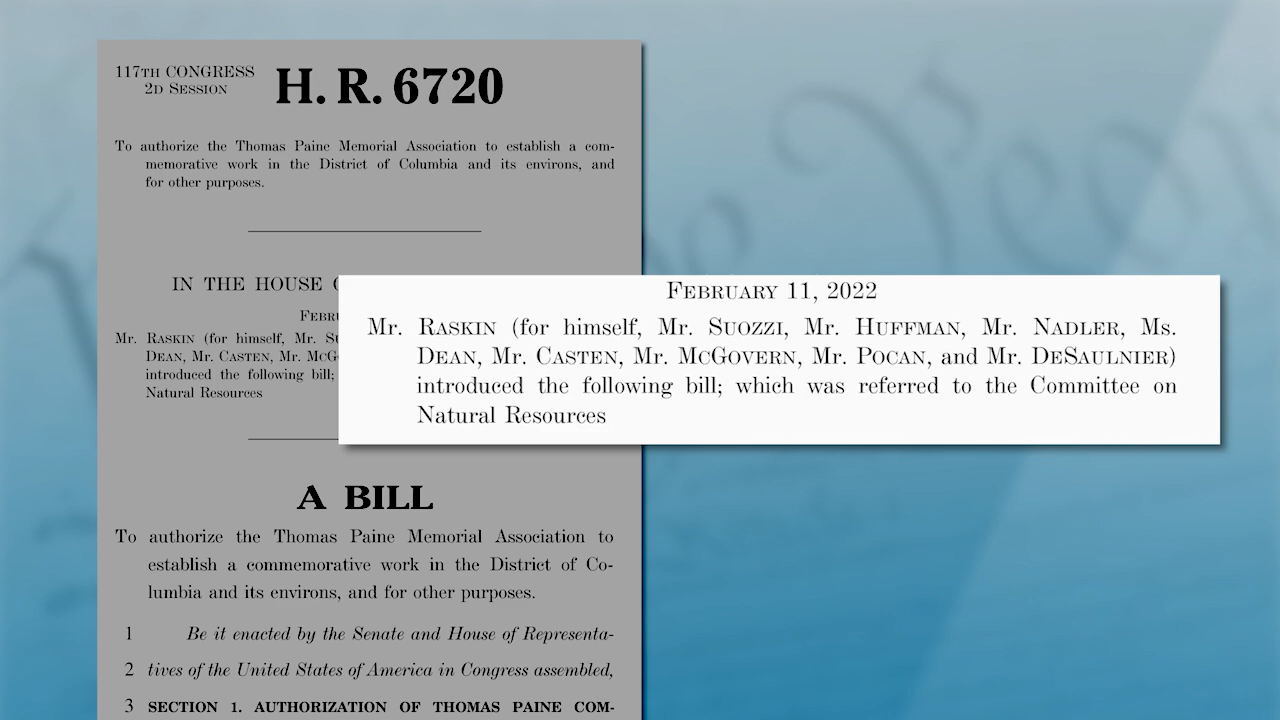 117TH CONGRESS
2D SESSION
H. R. 6720
To authorize the Thomas Paine Memorial Association to establish a com-
memorative work in the District of Columbia and its environs, and
for other purposes.
IN THE HOUSE
FEBRUARY 11, 2022
Mr. RASKIN (for himself, Mr. SUOZZI, Mr. HUFFMAN, Mr. NADLER, Ms.
DEAN, Mr. CASTEN, Mr. MCGOVERN, Mr. POCAN, and Mr. DESAULNIER)
introduced the following bill; which was referred to the Committee on
Natural Resources
Mr. RASKIN (for himself, Mr.
DEAN, Mr. CASTEN, Mr.
introduced the following bill;
Natural Resources
A BILL
To authorize the Thomas Paine Memorial Association to
establish a commemorative work in the District of Co-
lumbia and its environs, and for other purposes.
1 Be it enacted by the Senate and House of Representa-
2 tives of the United States of America in Congress assembled,
3 SECTION 1. AUTHORIZATION OF THOMAS PAINE COM-